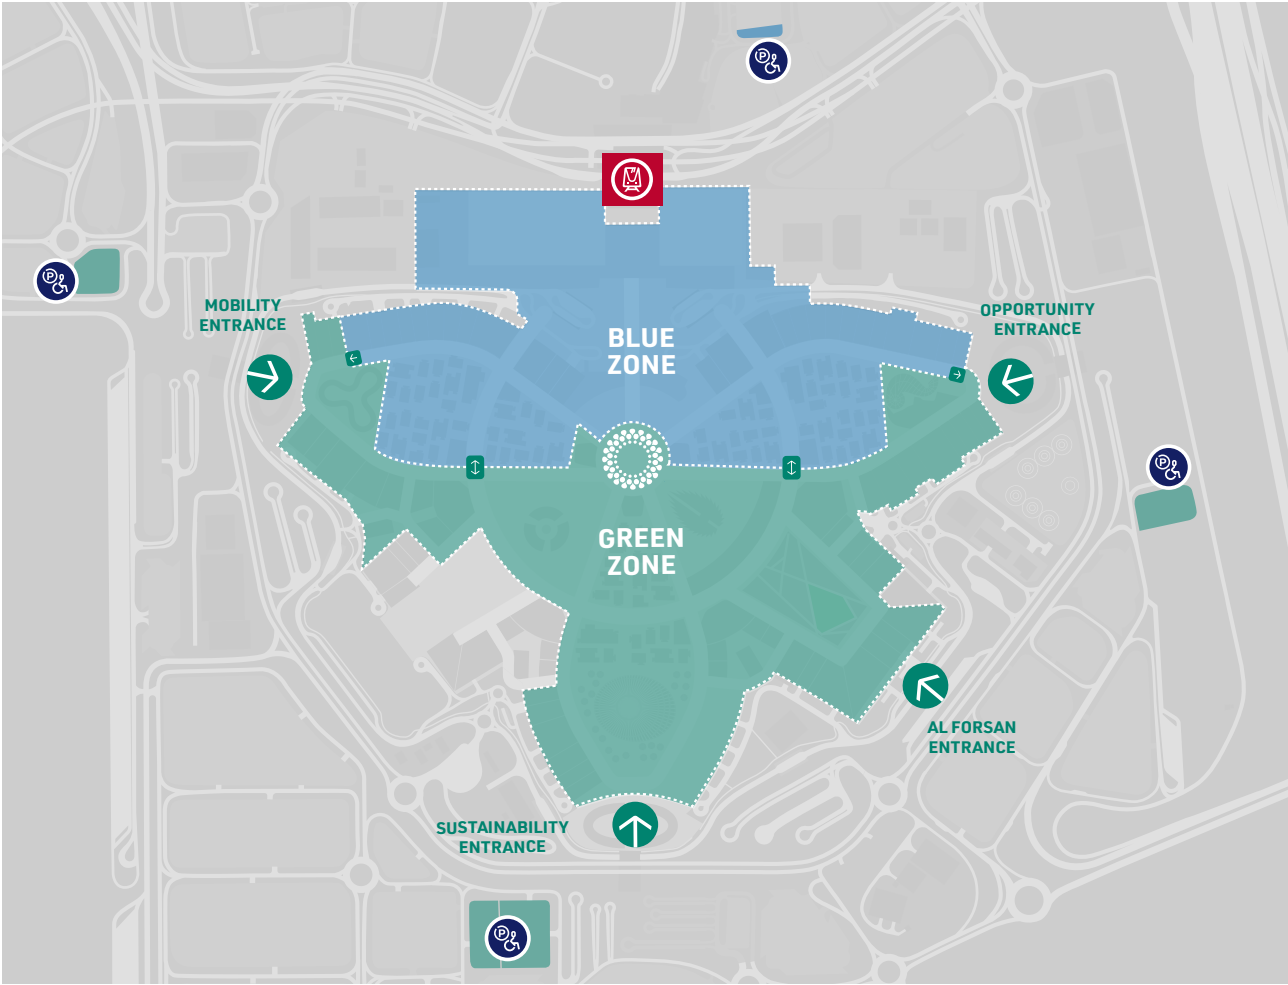 P
P
MOBILITY
ENTRANCE
OPPORTUNITY
ENTRANCE
BLUE
ZONE
P
GREEN
ZONE
AL FORSAN
ENTRANCE
SUSTAINABILITY
ENTRANCE
P